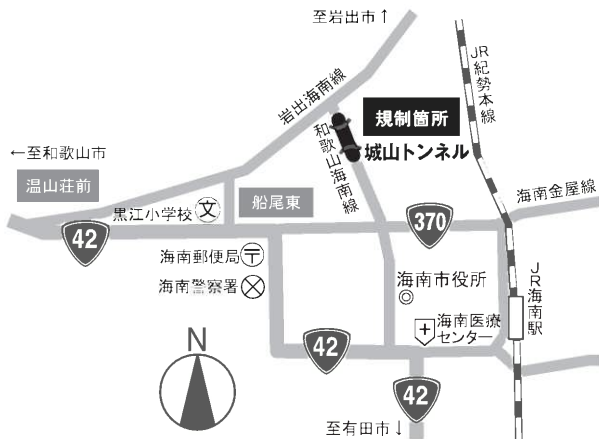 至岩出市↑
JR紀勢本線
岩出海南線
規制箇所
和歌山海南線
城山トンネル
←至和歌山市
温山荘前
黒江小学校
文
船尾東
海南金屋線
42
370
海南郵便局
〒
海南警察署
海南市役所
JR海南駅
海南医療
センター
N
42
42
至有田市↓